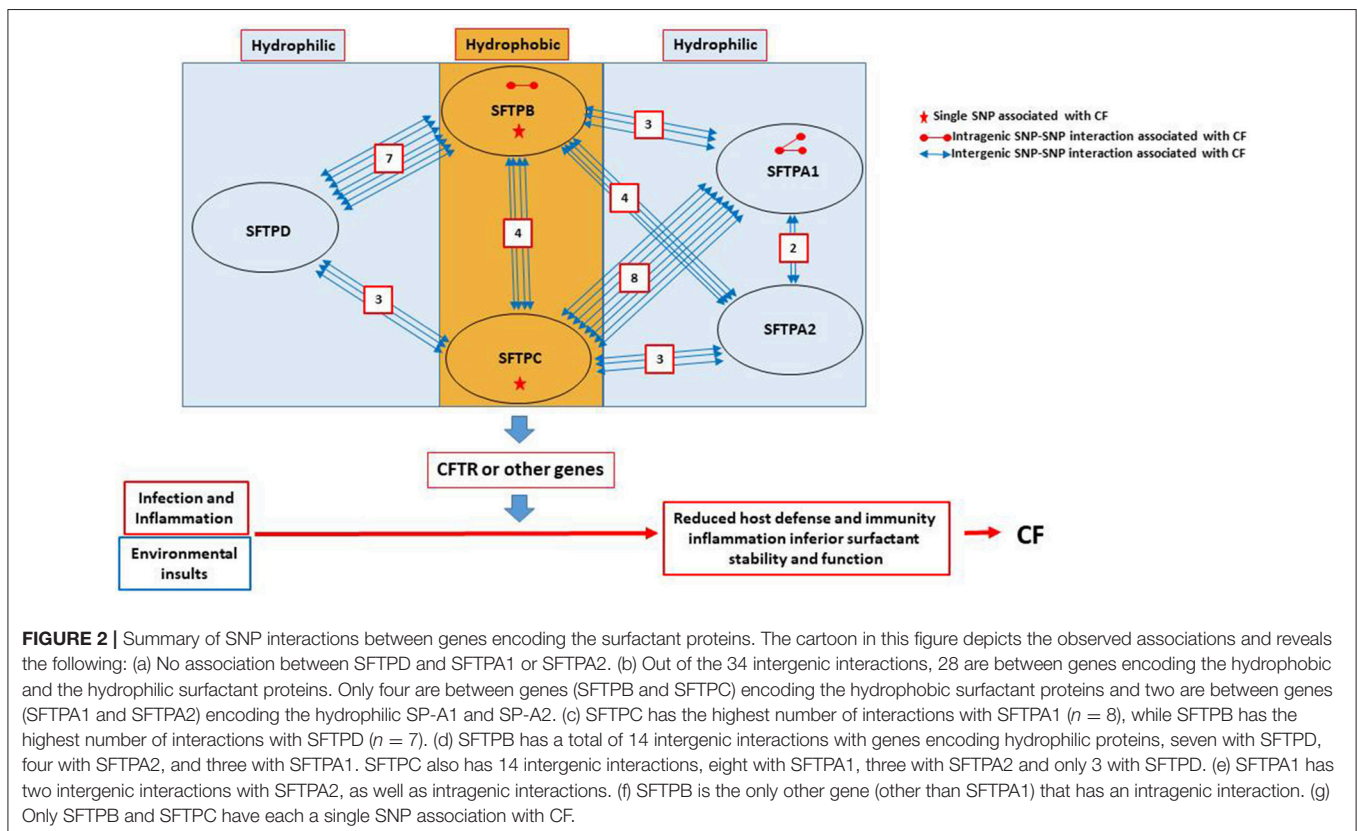 Hydrophilic
Hydrophobic
Hydrophilic
SFTPB
3
SFTPA1
7
4
SFTPD
4
2
8
3
SFTPA2
SFTPC
3
Single SNP associated with CF
Intragenic SNP-SNP interaction associated with CF
Intergenic SNP-SNP interaction associated with CF
CFTR or other genes
Infection and
Inflammation
Environmental
insults
Reduced host defense and immunity
inflammation inferior surfactant
stability and function
CF
FIGURE 2 | Summary of SNP interactions between genes encoding the surfactant proteins. The cartoon in this figure depicts the observed associations and reveals
the following: (a) No association between SFTPD and SFTPA1 or SFTPA2. (b) Out of the 34 intergenic interactions, 28 are between genes encoding the hydrophobic
and the hydrophilic surfactant proteins. Only four are between genes (SFTPB and SFTPC) encoding the hydrophobic surfactant proteins and two are between genes
(SFTPA1 and SFTPA2) encoding the hydrophilic SP-A1 and SP-A2. (c) SFTPC has the highest number of interactions with SFTPA1 (n = 8), while SFTPB has the
highest number of interactions with SFTPD (n = 7). (d) SFTPB has a total of 14 intergenic interactions with genes encoding hydrophilic proteins, seven with SFTPD,
four with SFTPA2, and three with SFTPA1. SFTPC also has 14 intergenic interactions, eight with SFTPA1, three with SFTPA2 and only 3 with SFTPD. (e) SFTPA1 has
two intergenic interactions with SFTPA2, as well as intragenic interactions. (f) SFTPB is the only other gene (other than SFTPA1) that has an intragenic interaction. (g)
Only SFTPB and SFTPC have each a single SNP association with CF.